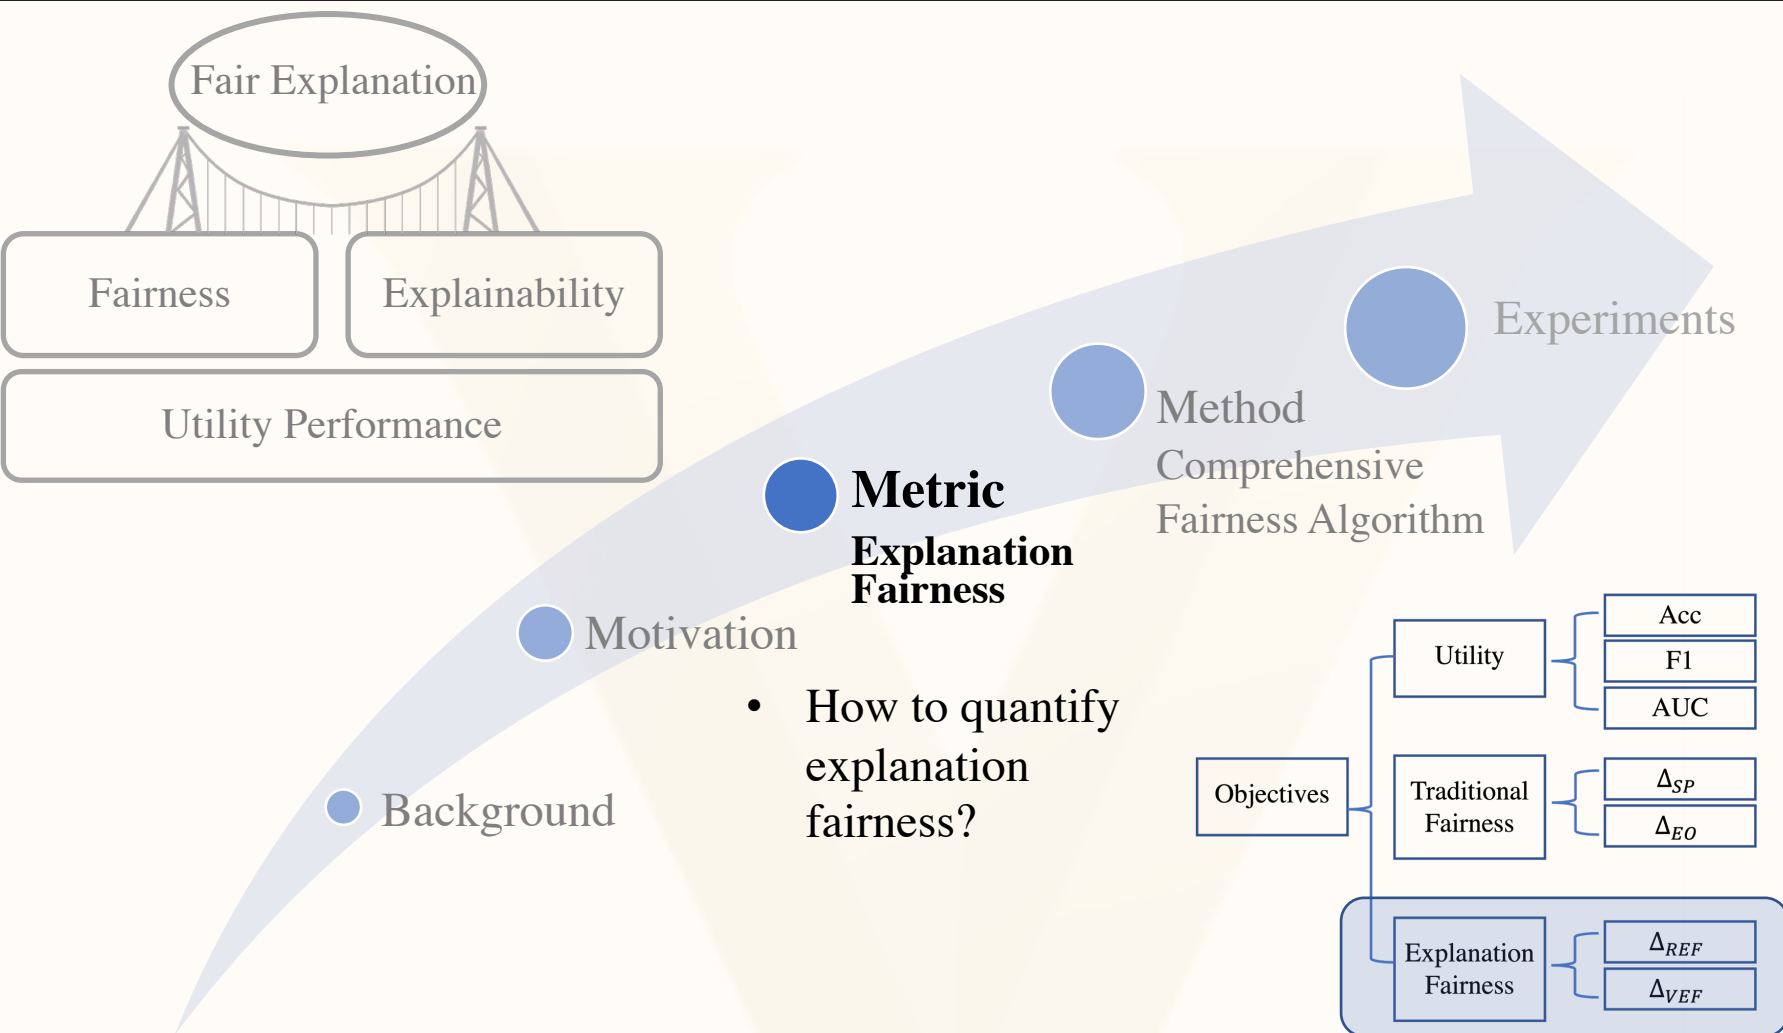 Fair Explanation
Fairness
Explainability
Utility Performance
Background
Motivation
Metric
Explanation
Fairness
• How to quantify
explanation
fairness?
Method
Comprehensive
Fairness Algorithm
Experiments
Objectives
Utility
Acc
F1
AUC
Traditional
Fairness
Δ_SP
Δ_EO
Explanation
Fairness
Δ_REF
Δ_VEF